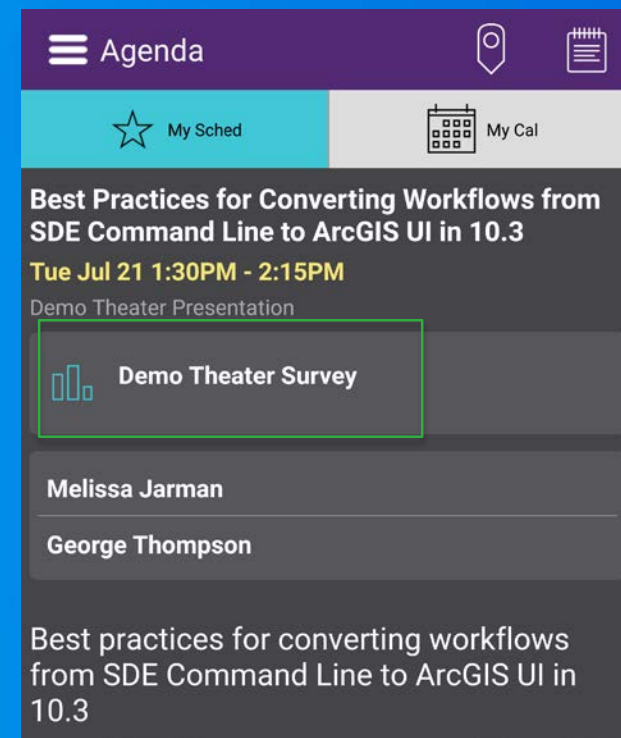 Agenda
My Sched
My Cal
Best Practices for Converting Workflows from
SDE Command Line to ArcGIS UI in 10.3
Tue Jul 21 1:30PM - 2:15PM
Demo Theater Presentation
Demo Theater Survey
Melissa Jarman
George Thompson
Best practices for converting workflows
from SDE Command Line to ArcGIS UI in
10.3